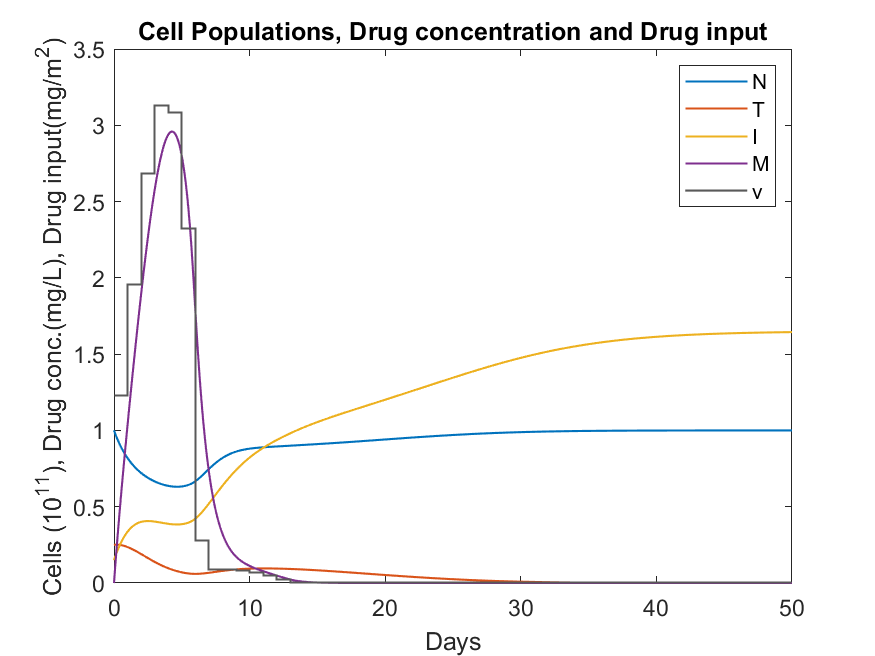 Cell Populations, Drug concentration and Drug input
Cells (10^11), Drug conc.(mg/L), Drug input(mg/m^2)
3.5
3
2.5
2
1.5
1
0.5
0
N
T
I
M
v
0 10 20 30 40 50
Days